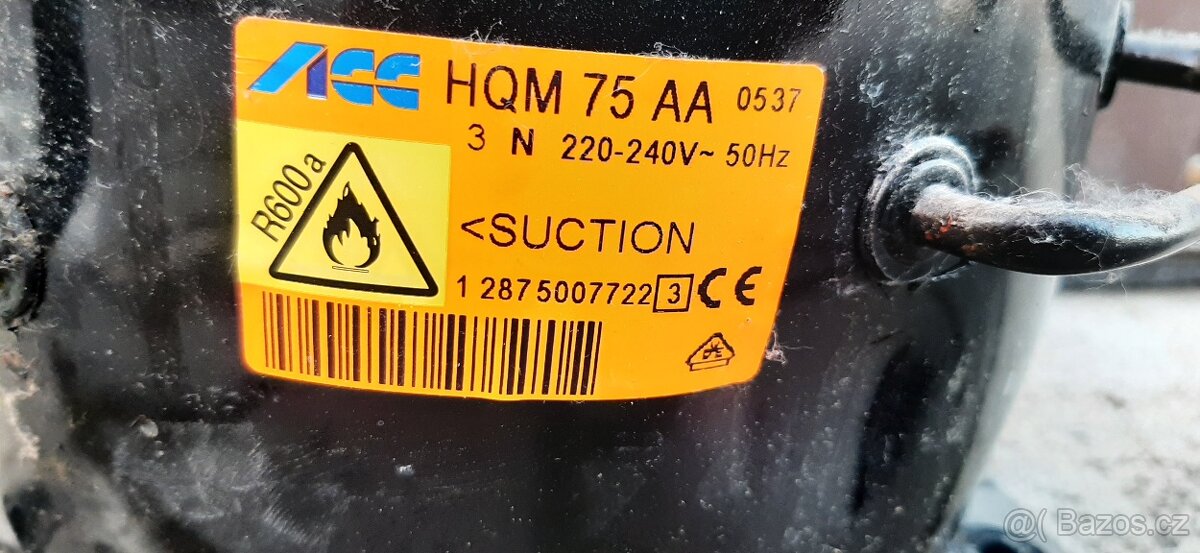 ACC HQM 75 AA 0537
3 N 220-240V~ 50Hz
R600a
<SUCTION
1 2875007722 3 CE
@( Bazos.cz